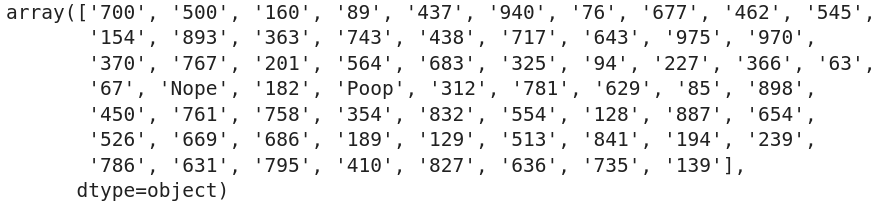 array(['700', '500', '160', '89', '437', '940', '76', '677', '462', '545',
'154', '893', '363', '743', '438', '717', '643', '975', '970',
'370', '767', '201', '564', '683', '325', '94', '227', '366', '63',
'67', 'Nope', '182', 'Poop', '312', '781', '629', '85', '898',
'450', '761', '758', '354', '832', '554', '128', '887', '654',
'526', '669', '686', '189', '129', '513', '841', '194', '239',
'786', '631', '795', '410', '827', '636', '735', '139'],
dtype=object)